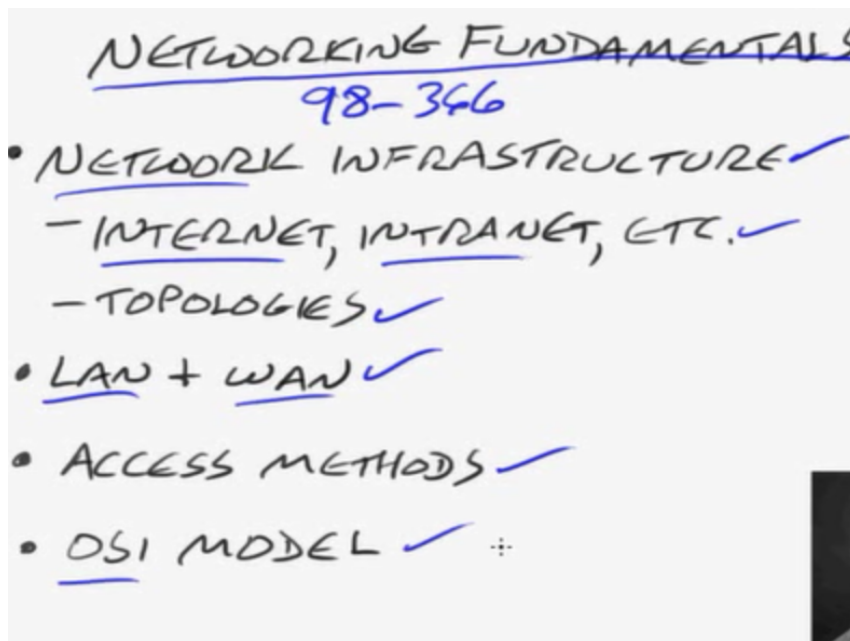 NETWORKING FUNDAMENTALS
98-366
• NETWORK INFRASTRUCTURE
- INTERNET, INTRANET, ETC.
- TOPOLOGIES
• LAN + WAN
• ACCESS METHODS
• OSI MODEL